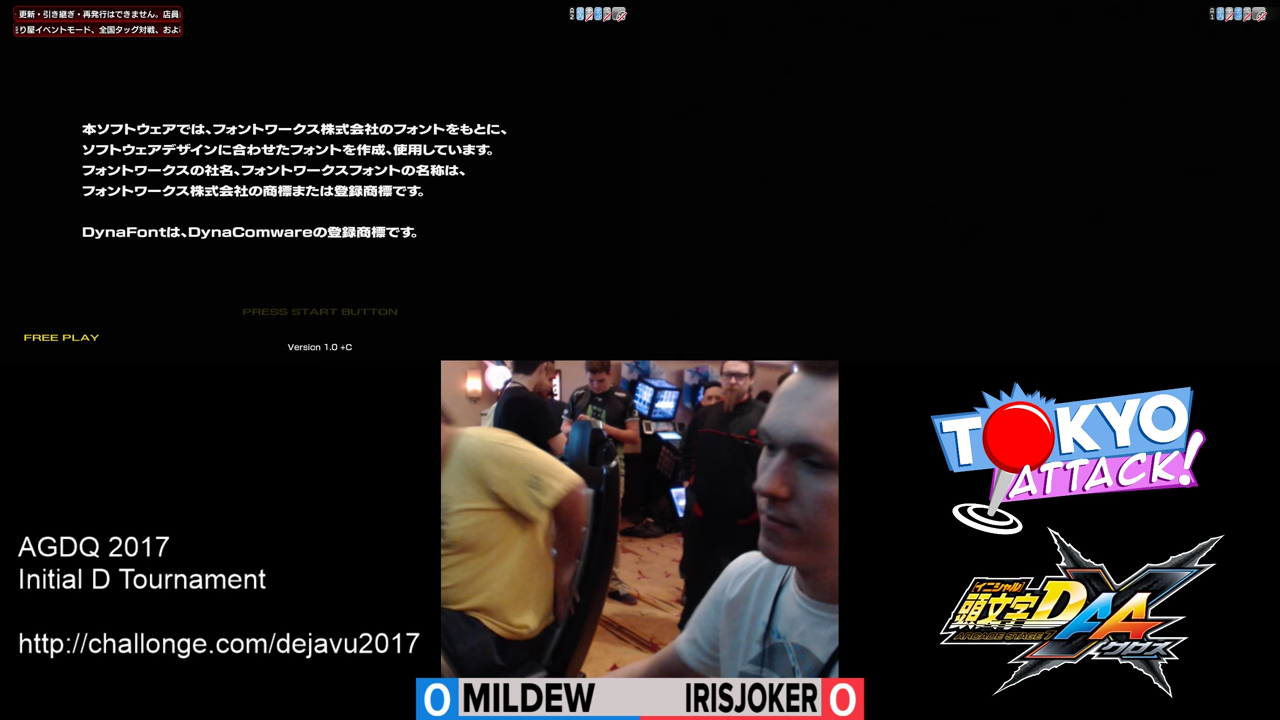 更新・引き継ぎ・再発行はできません。店員
り屋イベントモード、全国タッグ対戦、およ
本ソフトウェアでは、フォントワークス株式会社のフォントをもとに、
ソフトウェアデザインに合わせたフォントを作成、使用しています。
フォントワークスの社名、フォントワークスフォントの名称は、
フォントワークス株式会社の商標または登録商標です。
DynaFontは、DynaComwareの登録商標です。
PRESS START BUTTON
FREE PLAY
Version 1.0 +C
TOKYO
ATTACK!
AGDQ 2017
Initial D Tournament
http://challonge.com/dejavu2017
[イニシャル]
頭文字D
ARCADE STAGE 7
AA X
クロス
0 MILDEW IRISJOKER 0